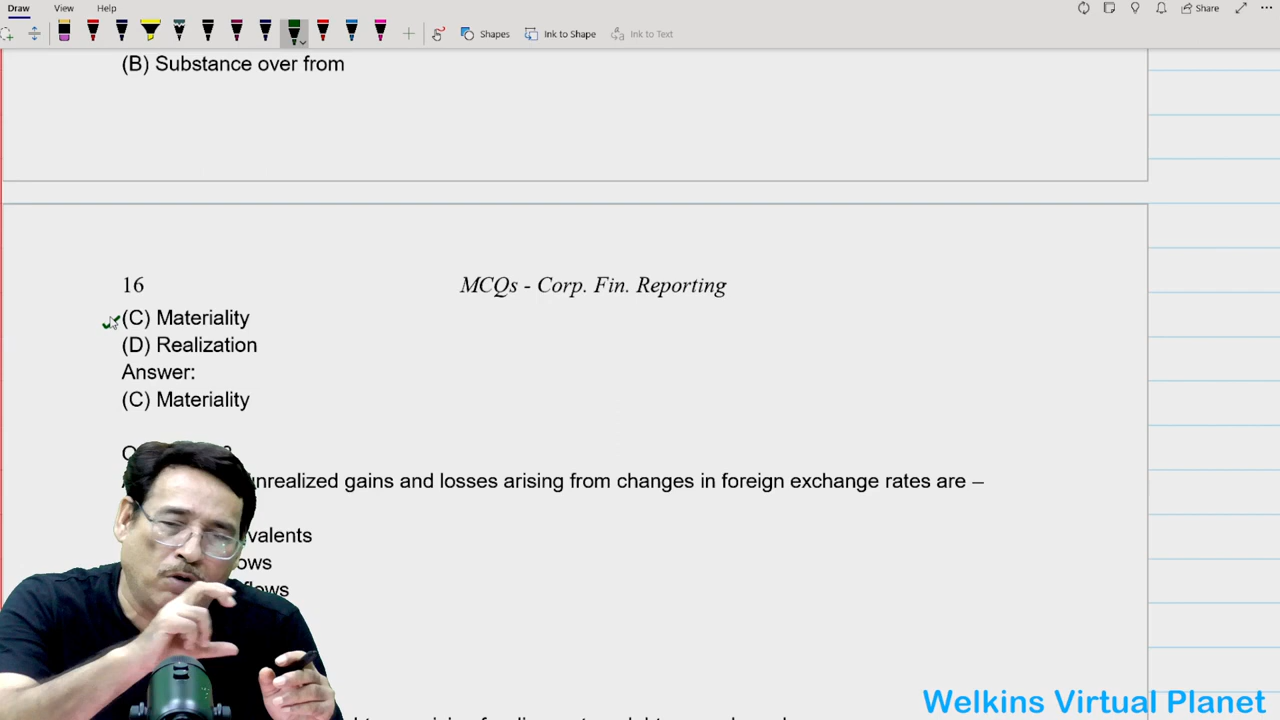 Draw View Help Share
Shapes Ink to Shape Ink to Text
(B) Substance over from
16 MCQs - Corp. Fin. Reporting
(C) Materiality
(D) Realization
Answer:
(C) Materiality
unrealized gains and losses arising from changes in foreign exchange rates are –
Welkins Virtual Planet